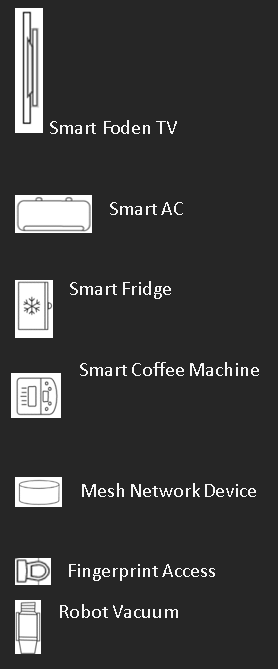 Smart Foden TV
Smart AC
Smart Fridge
Smart Coffee Machine
Mesh Network Device
Fingerprint Access
Robot Vacuum